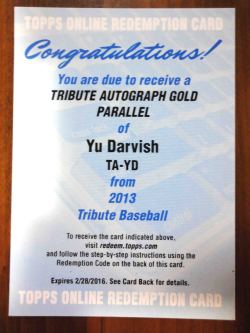 TOPPS ONLINE REDEMPTION CARD
Congratulations!
You are due to receive a
TRIBUTE AUTOGRAPH GOLD
PARALLEL
of
Yu Darvish
TA-YD
from
2013
Tribute Baseball
To receive the card indicated above,
visit redeem.topps.com
and follow the step-by-step instructions using the
Redemption Code on the back of this card.
Expires 2/28/2016. See Card Back for details.
TOPPS ONLINE REDEMPTION CARD